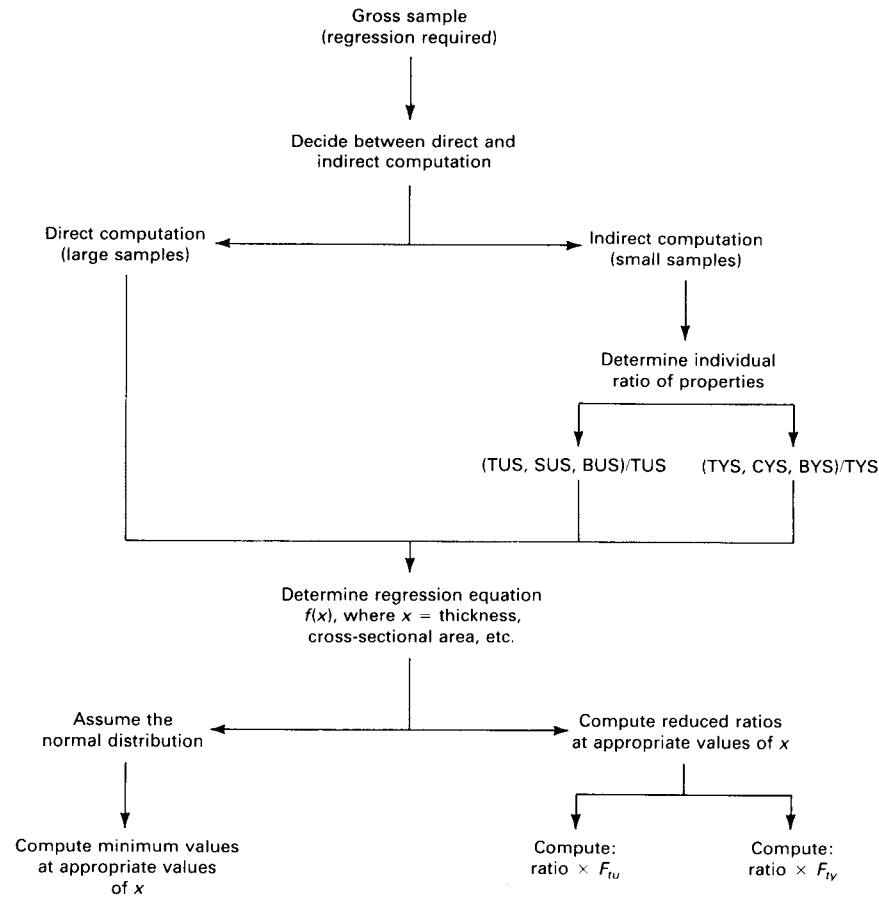 Gross sample
(regression required)
Decide between direct and
indirect computation
Direct computation
(large samples)
Indirect computation
(small samples)
Determine individual
ratio of properties
(TUS, SUS, BUS)/TUS
(TYS, CYS, BYS)/TYS
Determine regression equation
f(x), where x = thickness,
cross-sectional area, etc.
Assume the
normal distribution
Compute reduced ratios
at appropriate values of x
Compute minimum values
at appropriate values
of x
Compute:
ratio × Ftu
Compute:
ratio × Fty